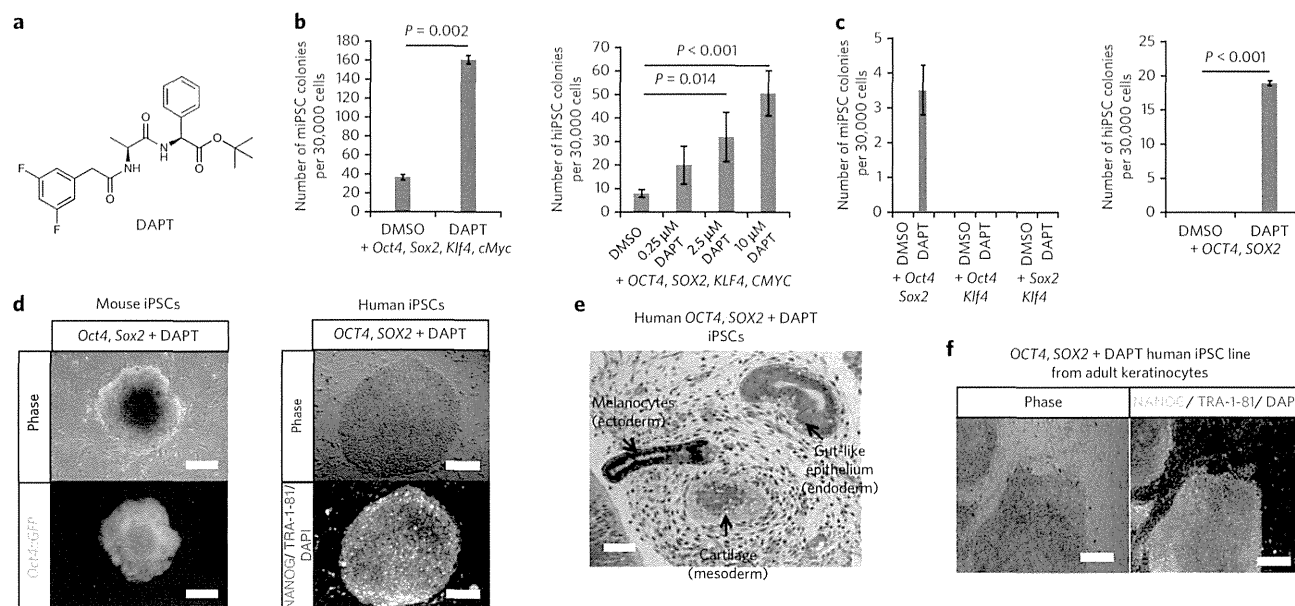 a
F
F
O
N
H
O
N
H
O
O
DAPT
b
Number of miPSC colonies
per 30,000 cells
180
160
140
120
100
80
60
40
20
0
P = 0.002
DMSO DAPT
+ Oct4, Sox2, Klf4, cMyc
Number of hiPSC colonies
per 30,000 cells
70
60
50
40
30
20
10
0
P < 0.001
P = 0.014
DMSO
0.25 µM
DAPT
2.5 µM
DAPT
10 µM
DAPT
+ OCT4, SOX2, KLF4, CMYC
c
Number of miPSC colonies
per 30,000 cells
5
4
3
2
1
0
DMSO
DAPT
DMSO
DAPT
DMSO
DAPT
+ Oct4
Sox2
+ Oct4
Klf4
+ Sox2
Klf4
Number of hiPSC colonies
per 30,000 cells
25
20
15
10
5
0
P < 0.001
DMSO DAPT
+ OCT4, SOX2
d
Mouse iPSCs
Oct4, Sox2 + DAPT
Phase
Oct4::GFP
Human iPSCs
OCT4, SOX2 + DAPT
Phase
NANOG/ TRA-1-81/
DAPI
e
Human OCT4, SOX2 + DAPT
iPSCs
Melanocytes
(ectoderm)
Gut-like
epithelium
(endoderm)
Cartilage
(mesoderm)
f
OCT4, SOX2 + DAPT human iPSC line
from adult keratinocytes
Phase
NANOG/ TRA-1-81/ DAP